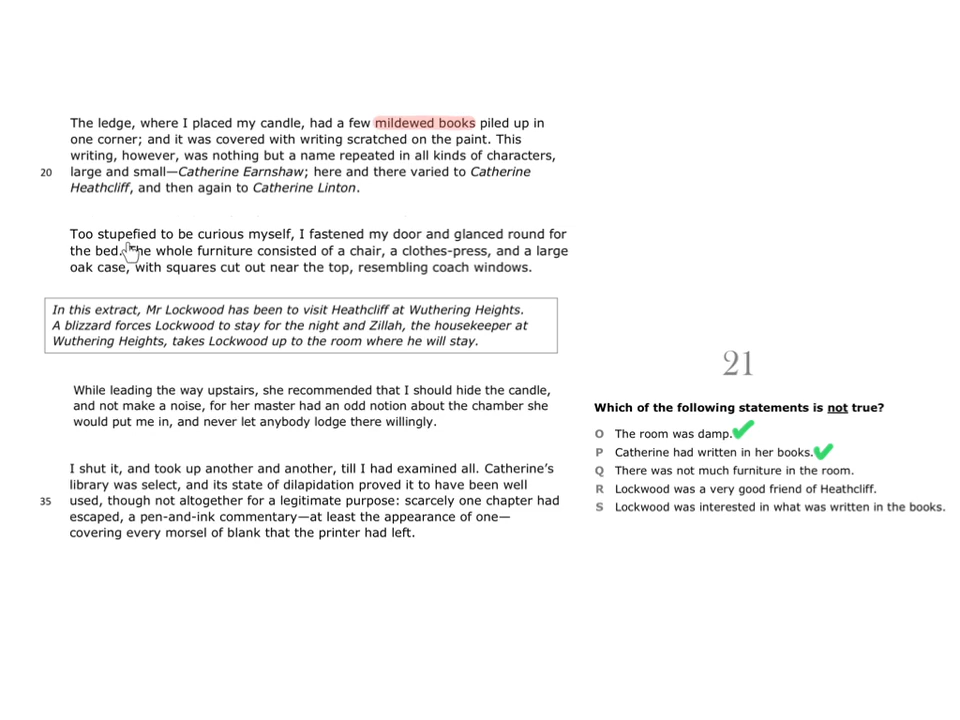 The ledge, where I placed my candle, had a few mildewed books piled up in
one corner; and it was covered with writing scratched on the paint. This
writing, however, was nothing but a name repeated in all kinds of characters,
20 large and small—Catherine Earnshaw; here and there varied to Catherine
Heathcliff, and then again to Catherine Linton.
Too stupefied to be curious myself, I fastened my door and glanced round for
the bed. whole furniture consisted of a chair, a clothes-press, and a large
oak case, with squares cut out near the top, resembling coach windows.
In this extract, Mr Lockwood has been to visit Heathcliff at Wuthering Heights.
A blizzard forces Lockwood to stay for the night and Zillah, the housekeeper at
Wuthering Heights, takes Lockwood up to the room where he will stay.
While leading the way upstairs, she recommended that I should hide the candle,
and not make a noise, for her master had an odd notion about the chamber she
would put me in, and never let anybody lodge there willingly.
I shut it, and took up another and another, till I had examined all. Catherine's
library was select, and its state of dilapidation proved it to have been well
35 used, though not altogether for a legitimate purpose: scarcely one chapter had
escaped, a pen-and-ink commentary—at least the appearance of one—
covering every morsel of blank that the printer had left.
21
Which of the following statements is not true?
O The room was damp.
P Catherine had written in her books.
Q There was not much furniture in the room.
R Lockwood was a very good friend of Heathcliff.
S Lockwood was interested in what was written in the books.